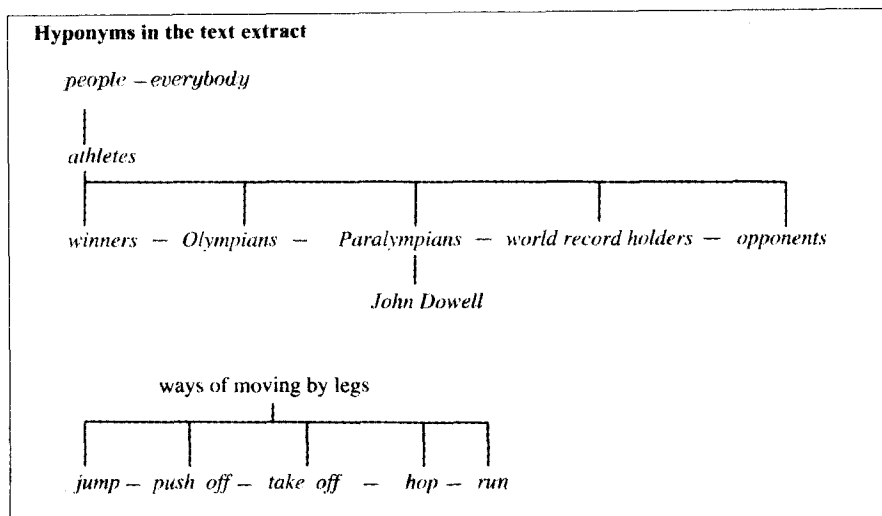 Hyponyms in the text extract
people – everybody
athletes
winners – Olympians – Paralympians – world record holders – opponents
John Dowell
ways of moving by legs
jump – push off – take off – hop – run